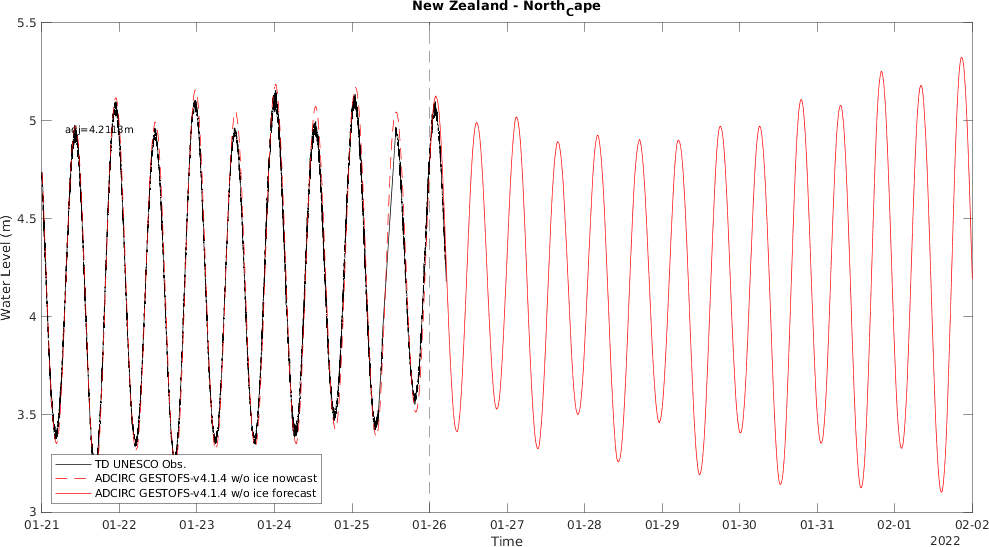 New Zealand - NorthCape
5.5
5
4.5
4
3.5
3
Water Level (m)
adj=4.2113m
TD UNESCO Obs.
ADCIRC GESTOFS-v4.1.4 w/o ice nowcast
ADCIRC GESTOFS-v4.1.4 w/o ice forecast
01-21 01-22 01-23 01-24 01-25 01-26 01-27 01-28 01-29 01-30 01-31 02-01 02-02
Time
2022